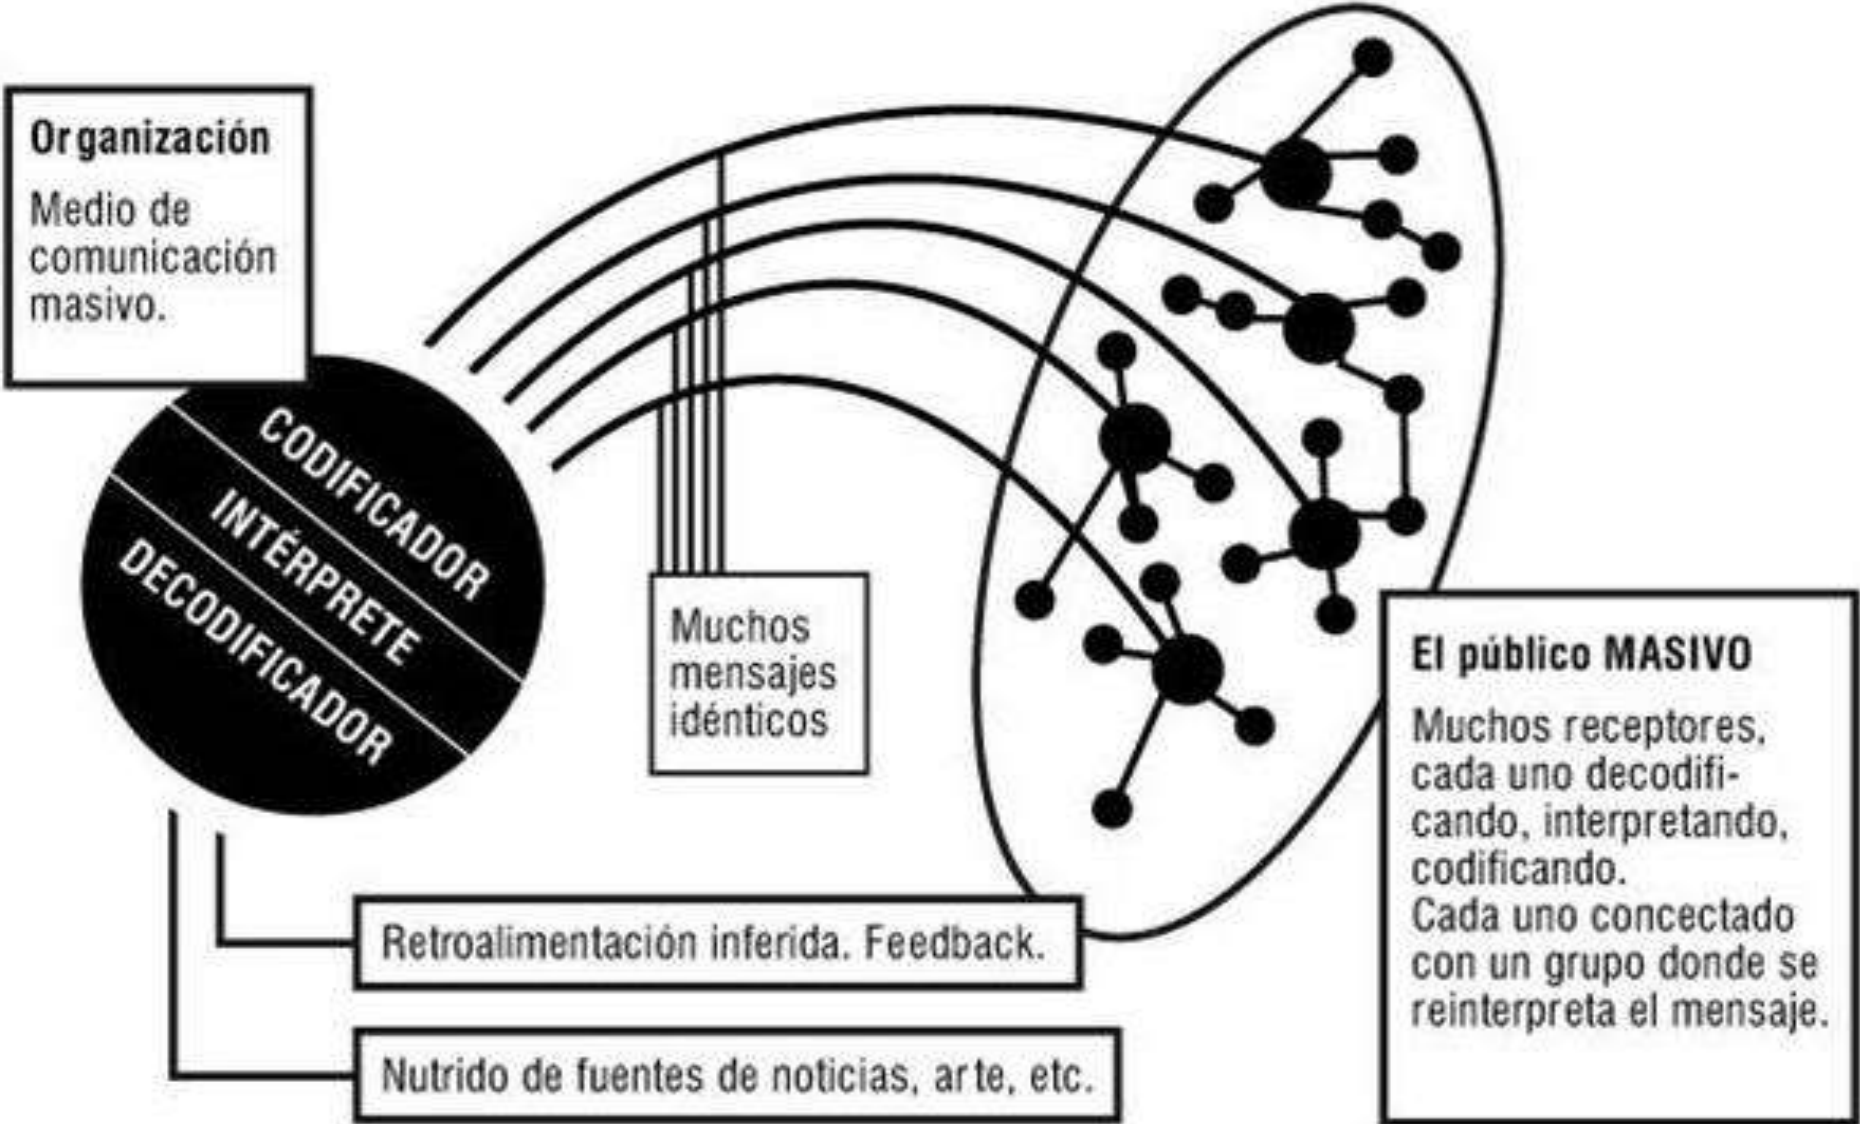 Organización
Medio de
comunicación
masivo.
CODIFICADOR
INTÉRPRETE
DECODIFICADOR
Muchos
mensajes
idénticos
El público MASIVO
Muchos receptores,
cada uno decodifi-
cando, interpretando,
codificando.
Cada uno concectado
con un grupo donde se
reinterpreta el mensaje.
Retroalimentación inferida. Feedback.
Nutrido de fuentes de noticias, arte, etc.